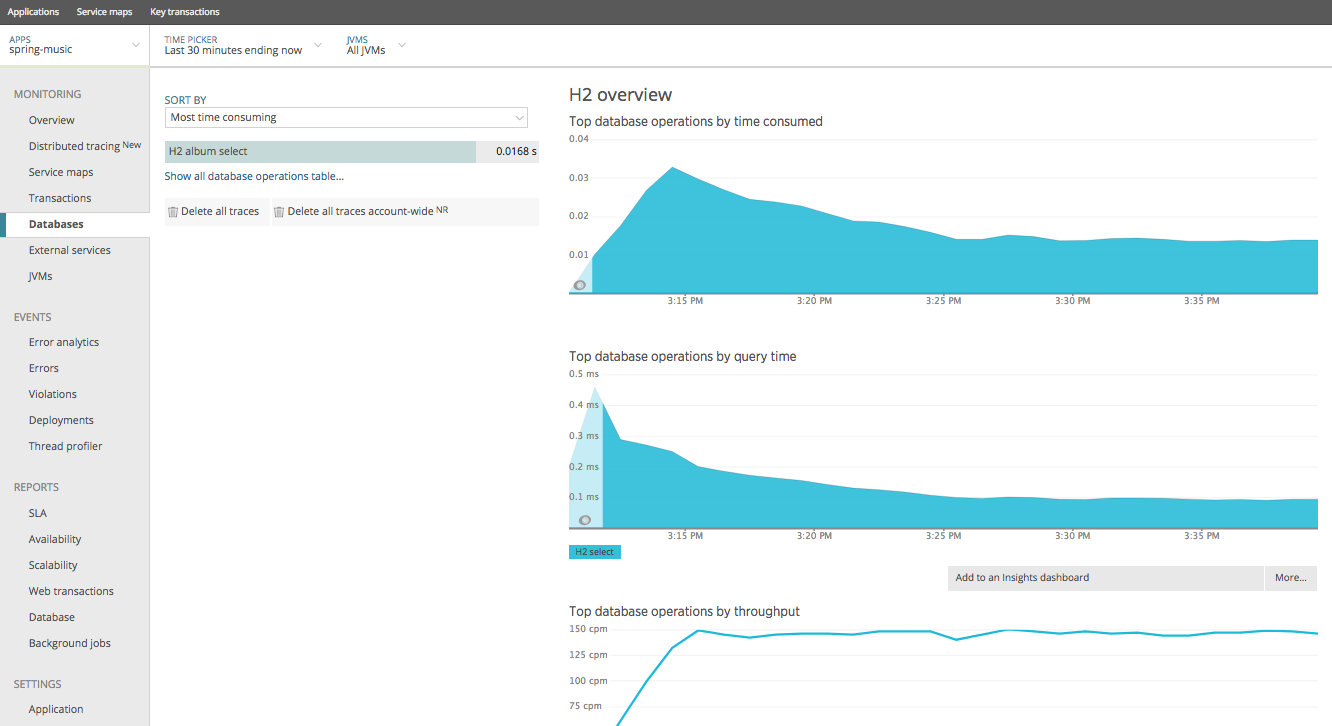 Applications Service maps Key transactions
APPS
spring-music
TIME PICKER
Last 30 minutes ending now
JVMS
All JVMs
MONITORING
Overview
Distributed tracing New
Service maps
Transactions
Databases
External services
JVMs
EVENTS
Error analytics
Errors
Violations
Deployments
Thread profiler
REPORTS
SLA
Availability
Scalability
Web transactions
Database
Background jobs
SETTINGS
Application
SORT BY
Most time consuming
H2 album select 0.0168 s
Show all database operations table...
Delete all traces Delete all traces account-wide NR
H2 overview
Top database operations by time consumed
0.04
0.03
0.02
0.01
3:15 PM 3:20 PM 3:25 PM 3:30 PM 3:35 PM
Top database operations by query time
0.5 ms
0.4 ms
0.3 ms
0.2 ms
0.1 ms
3:15 PM 3:20 PM 3:25 PM 3:30 PM 3:35 PM
H2 select
Add to an Insights dashboard More...
Top database operations by throughput
150 cpm
125 cpm
100 cpm
75 cpm